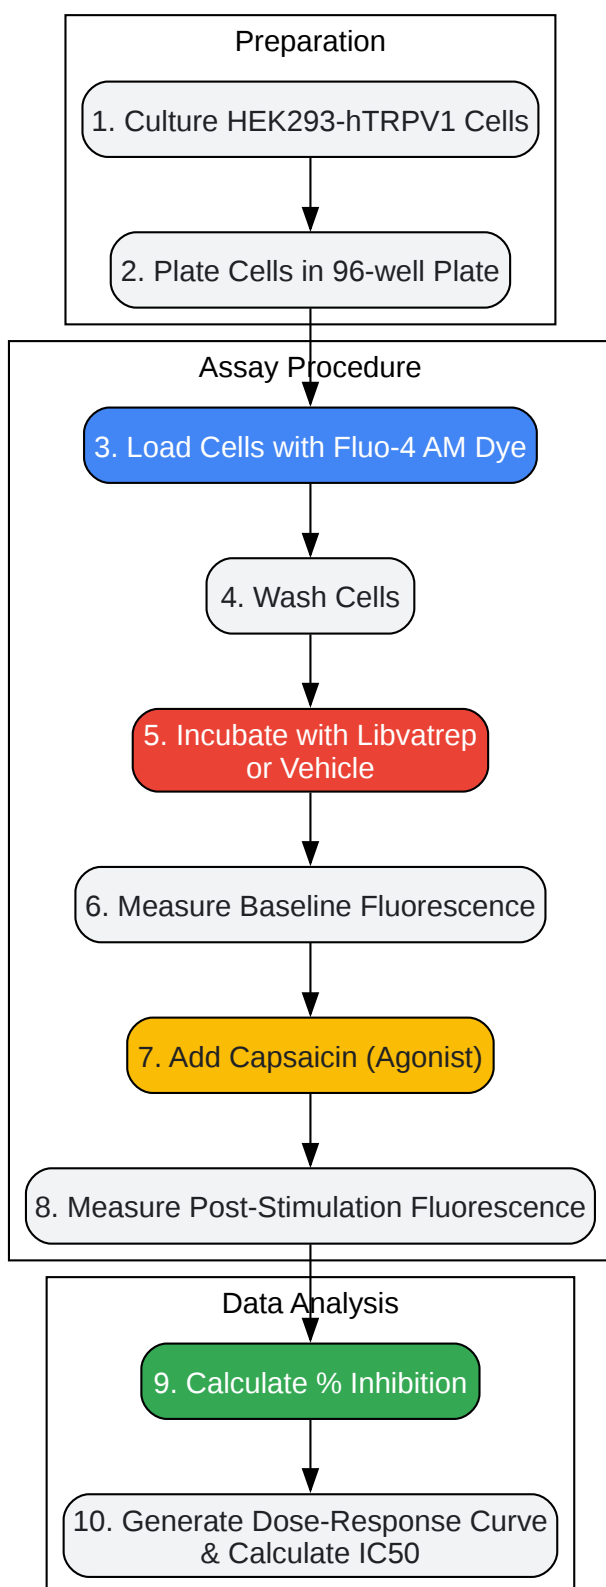 Preparation
1. Culture HEK293-hTRPV1 Cells
2. Plate Cells in 96-well Plate
Assay Procedure
3. Load Cells with Fluo-4 AM Dye
4. Wash Cells
5. Incubate with Libvatrep
or Vehicle
6. Measure Baseline Fluorescence
7. Add Capsaicin (Agonist)
8. Measure Post-Stimulation Fluorescence
Data Analysis
9. Calculate % Inhibition
10. Generate Dose-Response Curve
& Calculate IC50